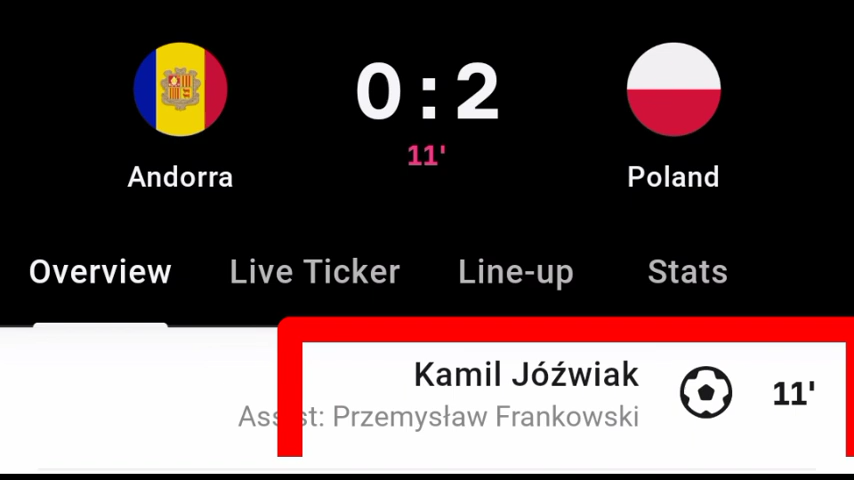 0:2
11'
Andorra
Poland
Overview
Live Ticker
Line-up
Stats
Kamil Jóźwiak
11'
Assist: Przemysław Frankowski